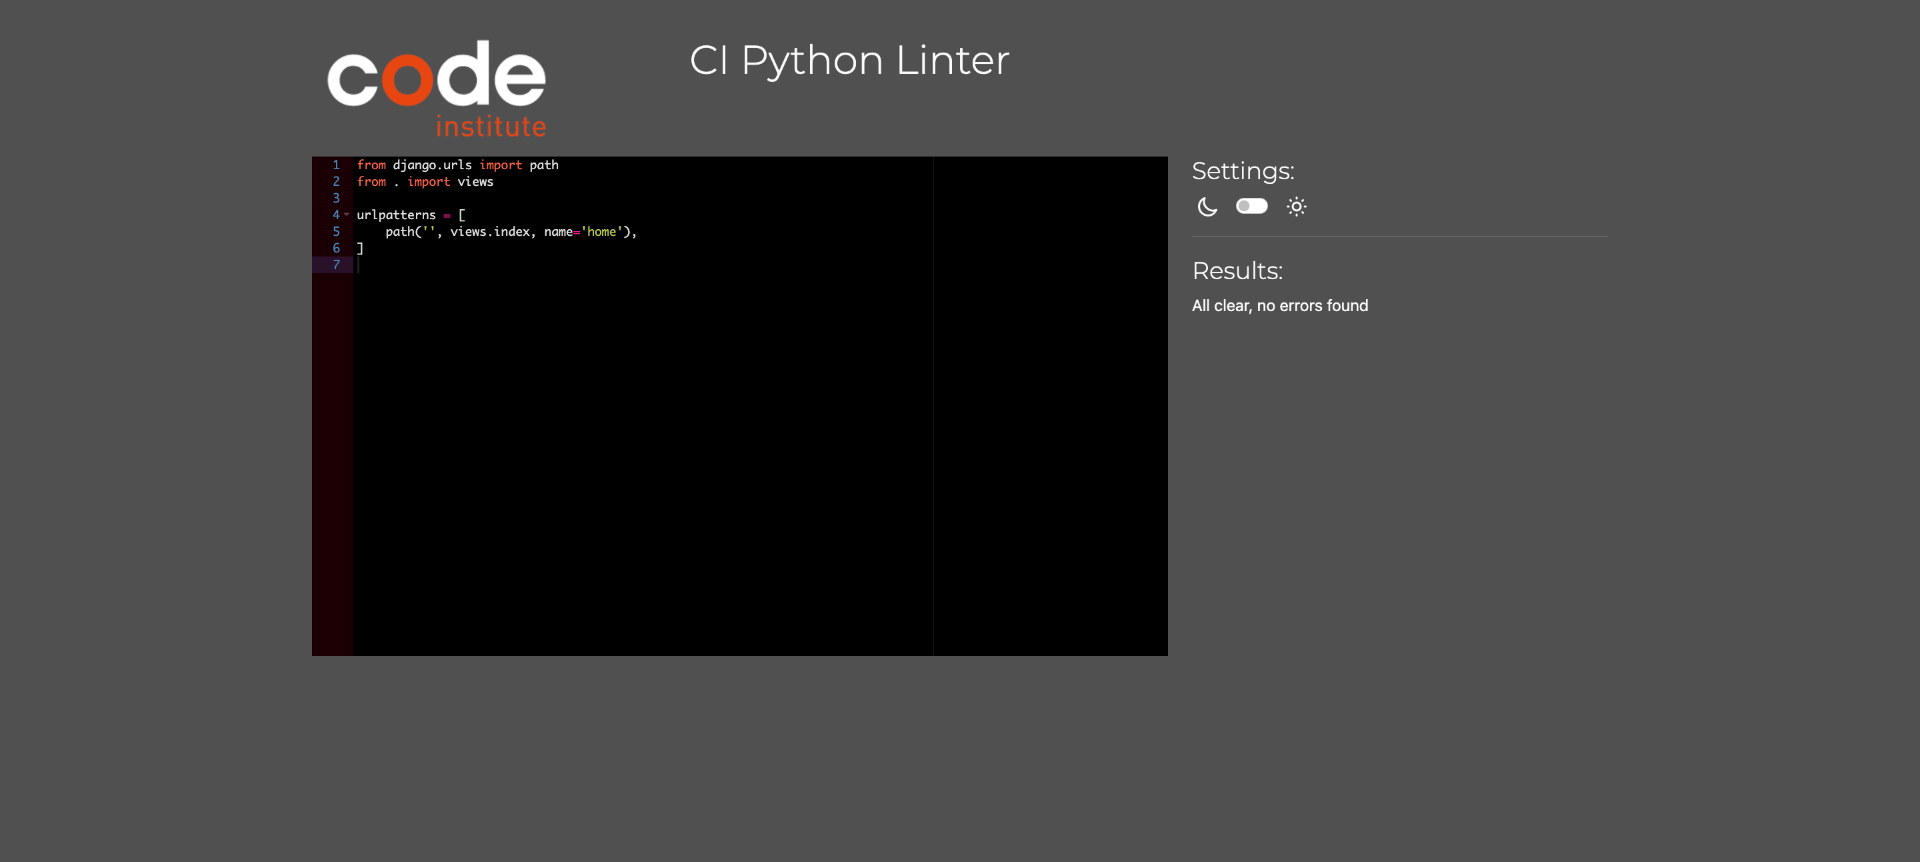 code
institute
CI Python Linter
1 from django.urls import path
2 from . import views
3
4 urlpatterns = [
5     path('', views.index, name='home'),
6 ]
7
Settings:
Results:
All clear, no errors found